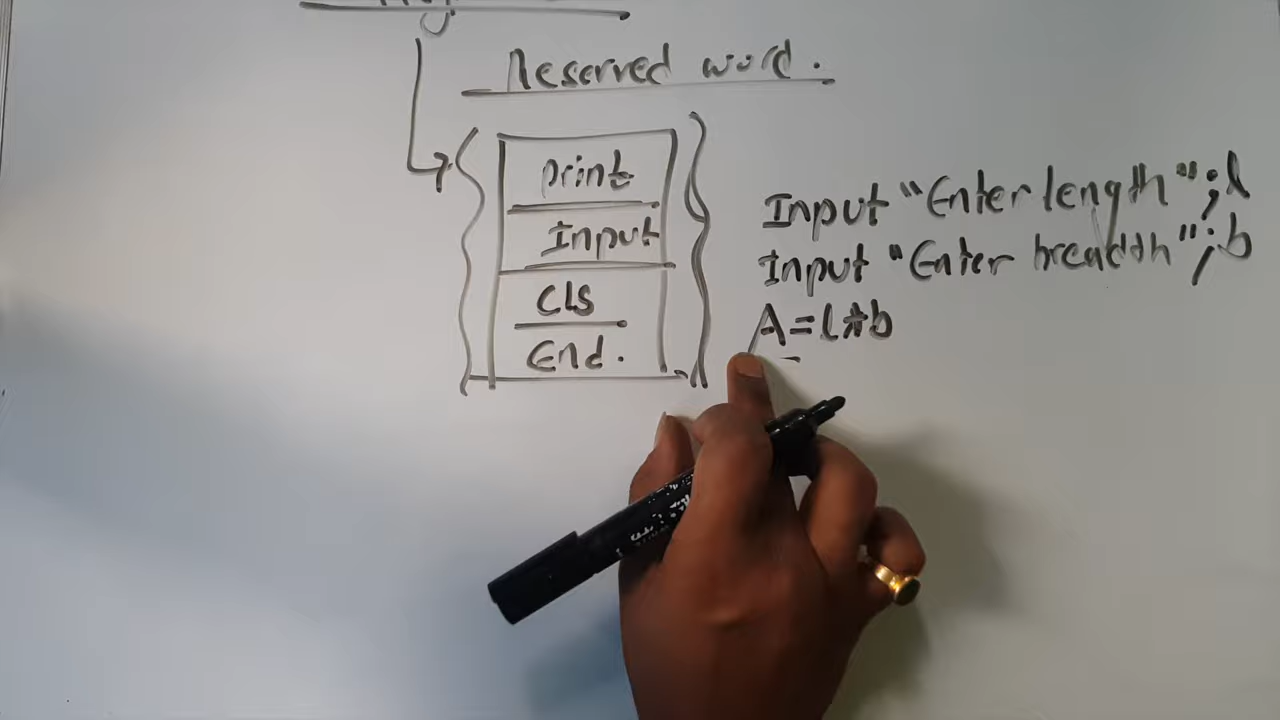 Reserved word.
print
Input
CLS
End.
Input "Enter length";l
Input "Enter breadth";b
A=l*b